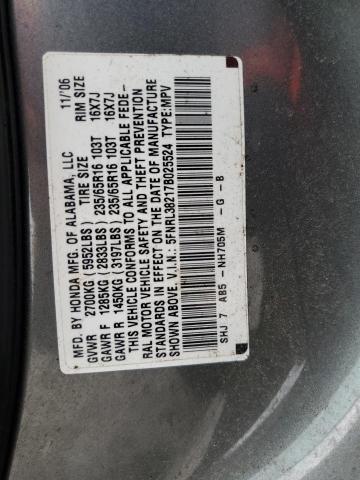 MFD. BY HONDA MFG. OF ALABAMA, LLC 11/'06
GVWR 2700KG (5952LBS) TIRE SIZE RIM SIZE
GAWR F 1285KG (2833LBS) 235/65R16 103T 16X7J
GAWR R 1450KG (3197LBS) 235/65R16 103T 16X7J
THIS VEHICLE CONFORMS TO ALL APPLICABLE FEDE-
RAL MOTOR VEHICLE SAFETY AND THEFT PREVENTION
STANDARDS IN EFFECT ON THE DATE OF MANUFACTURE
SHOWN ABOVE. V.I.N.: 5FNRL38217B025524 TYPE:MPV
SHJ 7 AB5 - NH705M - G - B